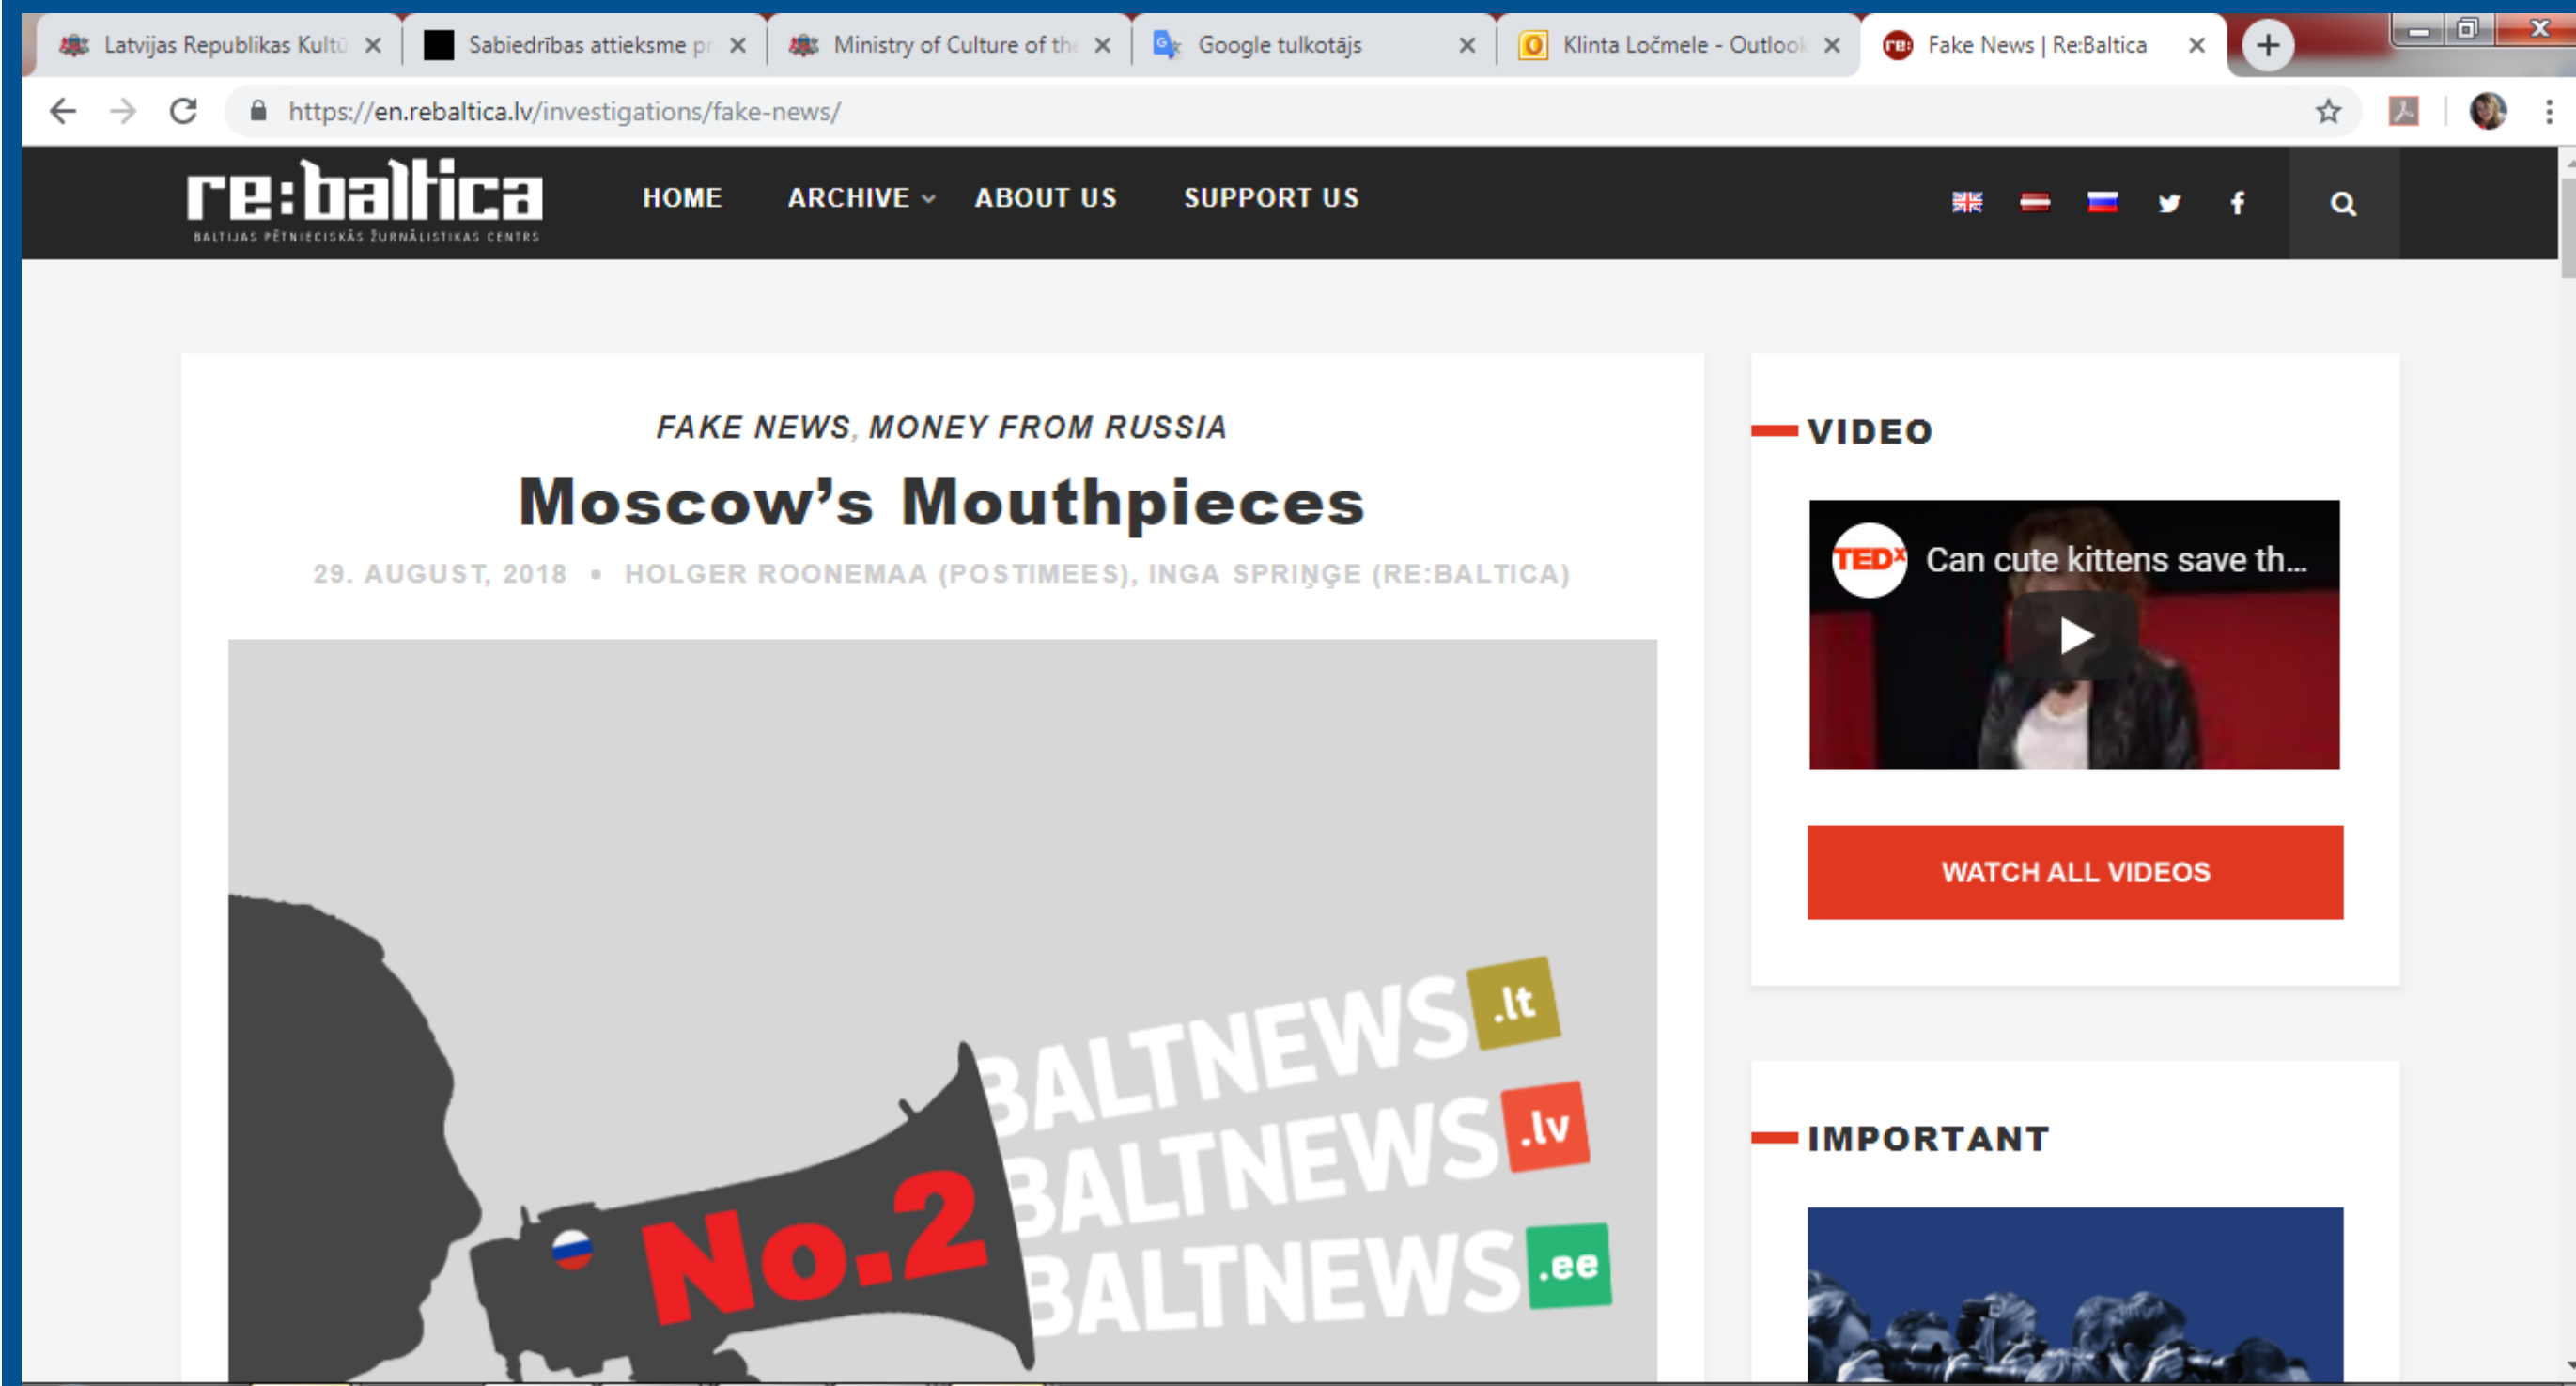 Latvijas Republikas Kultū
Sabiedrības attieksme pr
Ministry of Culture of the
Google tulkotājs
Klinta Ločmele - Outlook
Fake News | Re:Baltica
https://en.rebaltica.lv/investigations/fake-news/
re:baltica
BALTIJAS PĒTNIECISKĀS ŽURNĀLISTIKAS CENTRS
HOME
ARCHIVE
ABOUT US
SUPPORT US
FAKE NEWS, MONEY FROM RUSSIA
Moscow’s Mouthpieces
29. AUGUST, 2018 • HOLGER ROONEMAA (POSTIMEES), INGA SPRIŅĢE (RE:BALTICA)
BALTNEWS .lt
BALTNEWS .lv
BALTNEWS .ee
No.2
VIDEO
TEDx Can cute kittens save th...
WATCH ALL VIDEOS
IMPORTANT